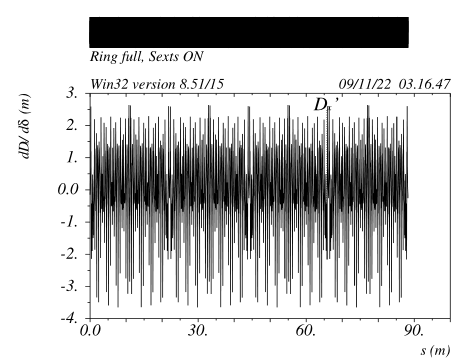 Ring full, Sexts ON
Win32 version 8.51/15 09/11/22 03.16.47
dD/ dδ (m)
3.
2.
1.
0.0
-1.
-2.
-3.
-4.
D x'
0.0 30. 60. 90.
s (m)